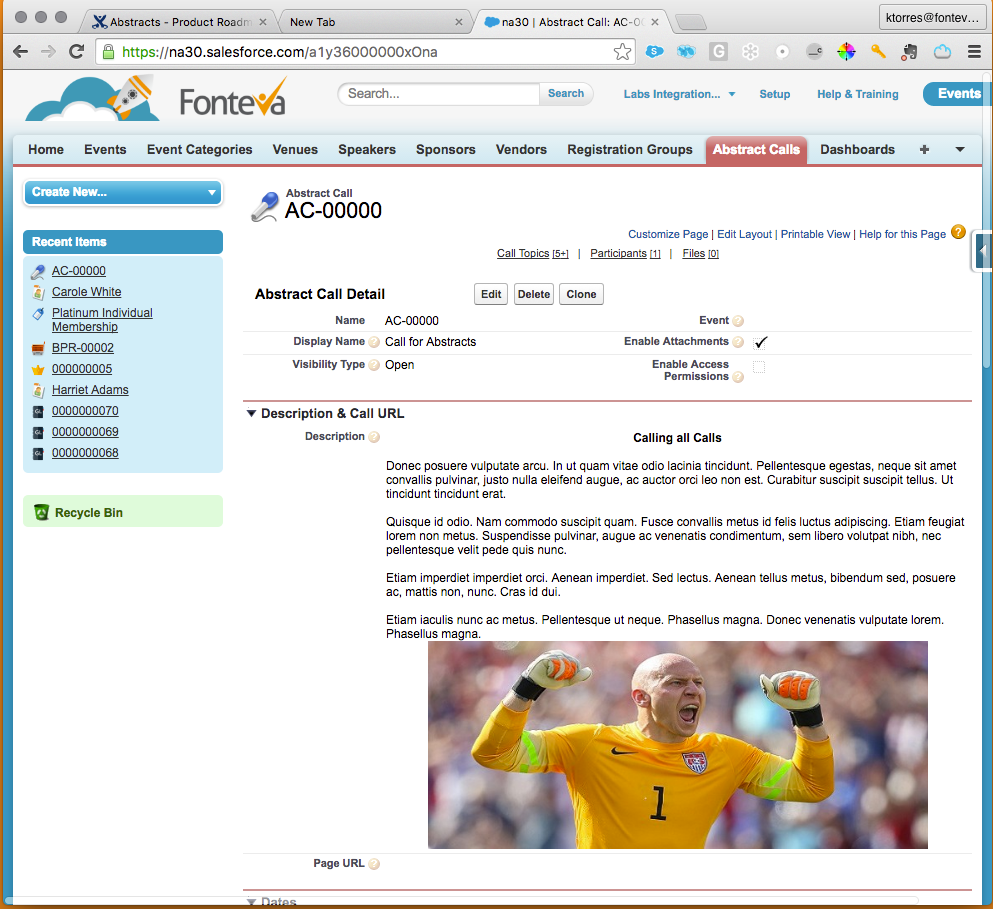 Abstracts - Product Roadm
New Tab
na30 | Abstract Call: AC-00
ktorres@fontev...
https://na30.salesforce.com/a1y36000000xOna
Fonteva
Search...
Search
Labs Integration...
Setup
Help & Training
Events
Home Events Event Categories Venues Speakers Sponsors Vendors Registration Groups Abstract Calls Dashboards +
Create New...
Recent Items
AC-00000
Carole White
Platinum Individual
Membership
BPR-00002
000000005
Harriet Adams
0000000070
0000000069
0000000068
Recycle Bin
Abstract Call
AC-00000
Customize Page | Edit Layout | Printable View | Help for this Page ?
Call Topics [5+] | Participants [1] | Files [0]
Abstract Call Detail
Edit Delete Clone
Name AC-00000 Event
Display Name Call for Abstracts Enable Attachments
Visibility Type Open Enable Access
Permissions
Description & Call URL
Description Calling all Calls
Donec posuere vulputate arcu. In ut quam vitae odio lacinia tincidunt. Pellentesque egestas, neque sit amet
convallis pulvinar, justo nulla eleifend augue, ac auctor orci leo non est. Curabitur suscipit suscipit tellus. Ut
tincidunt tincidunt erat.
Quisque id odio. Nam commodo suscipit quam. Fusce convallis metus id felis luctus adipiscing. Etiam feugiat
lorem non metus. Suspendisse pulvinar, augue ac venenatis condimentum, sem libero volutpat nibh, nec
pellentesque velit pede quis nunc.
Etiam imperdiet imperdiet orci. Aenean imperdiet. Sed lectus. Aenean tellus metus, bibendum sed, posuere
ac, mattis non, nunc. Cras id dui.
Etiam iaculis nunc ac metus. Pellentesque ut neque. Phasellus magna. Donec venenatis vulputate lorem.
Phasellus magna.
1
Page URL
Dates